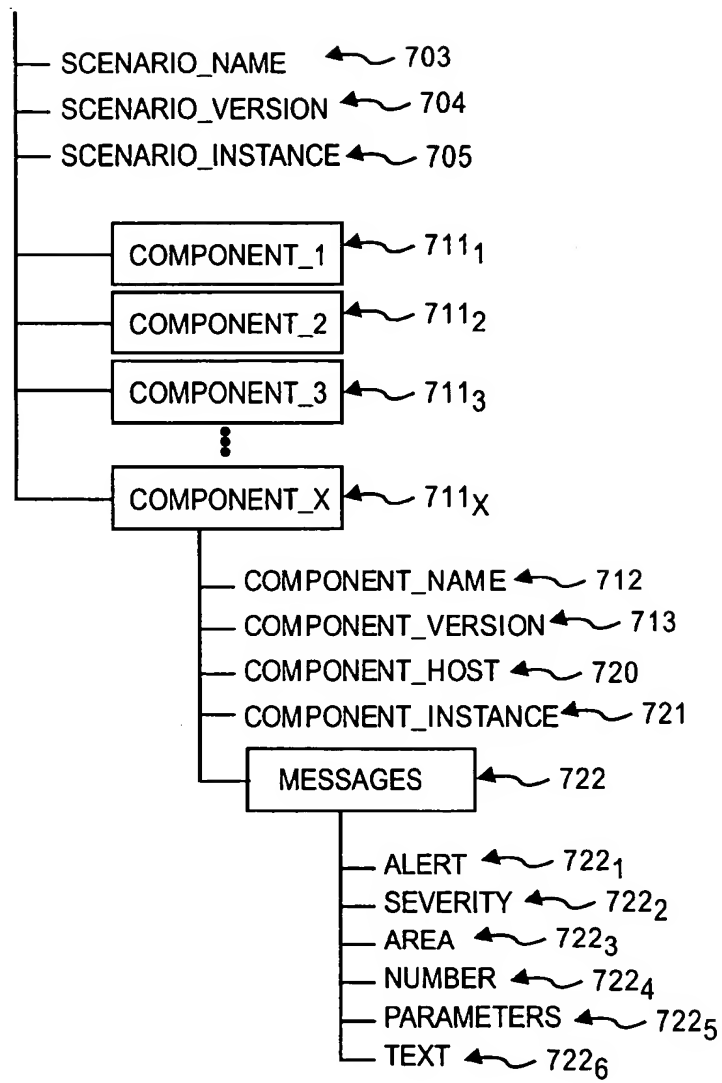 SCENARIO_NAME 703
SCENARIO_VERSION 704
SCENARIO_INSTANCE 705
COMPONENT_1 711₁
COMPONENT_2 711₂
COMPONENT_3 711₃
COMPONENT_X 711ₓ
COMPONENT_NAME 712
COMPONENT_VERSION 713
COMPONENT_HOST 720
COMPONENT_INSTANCE 721
MESSAGES 722
ALERT 722₁
SEVERITY 722₂
AREA 722₃
NUMBER 722₄
PARAMETERS 722₅
TEXT 722₆